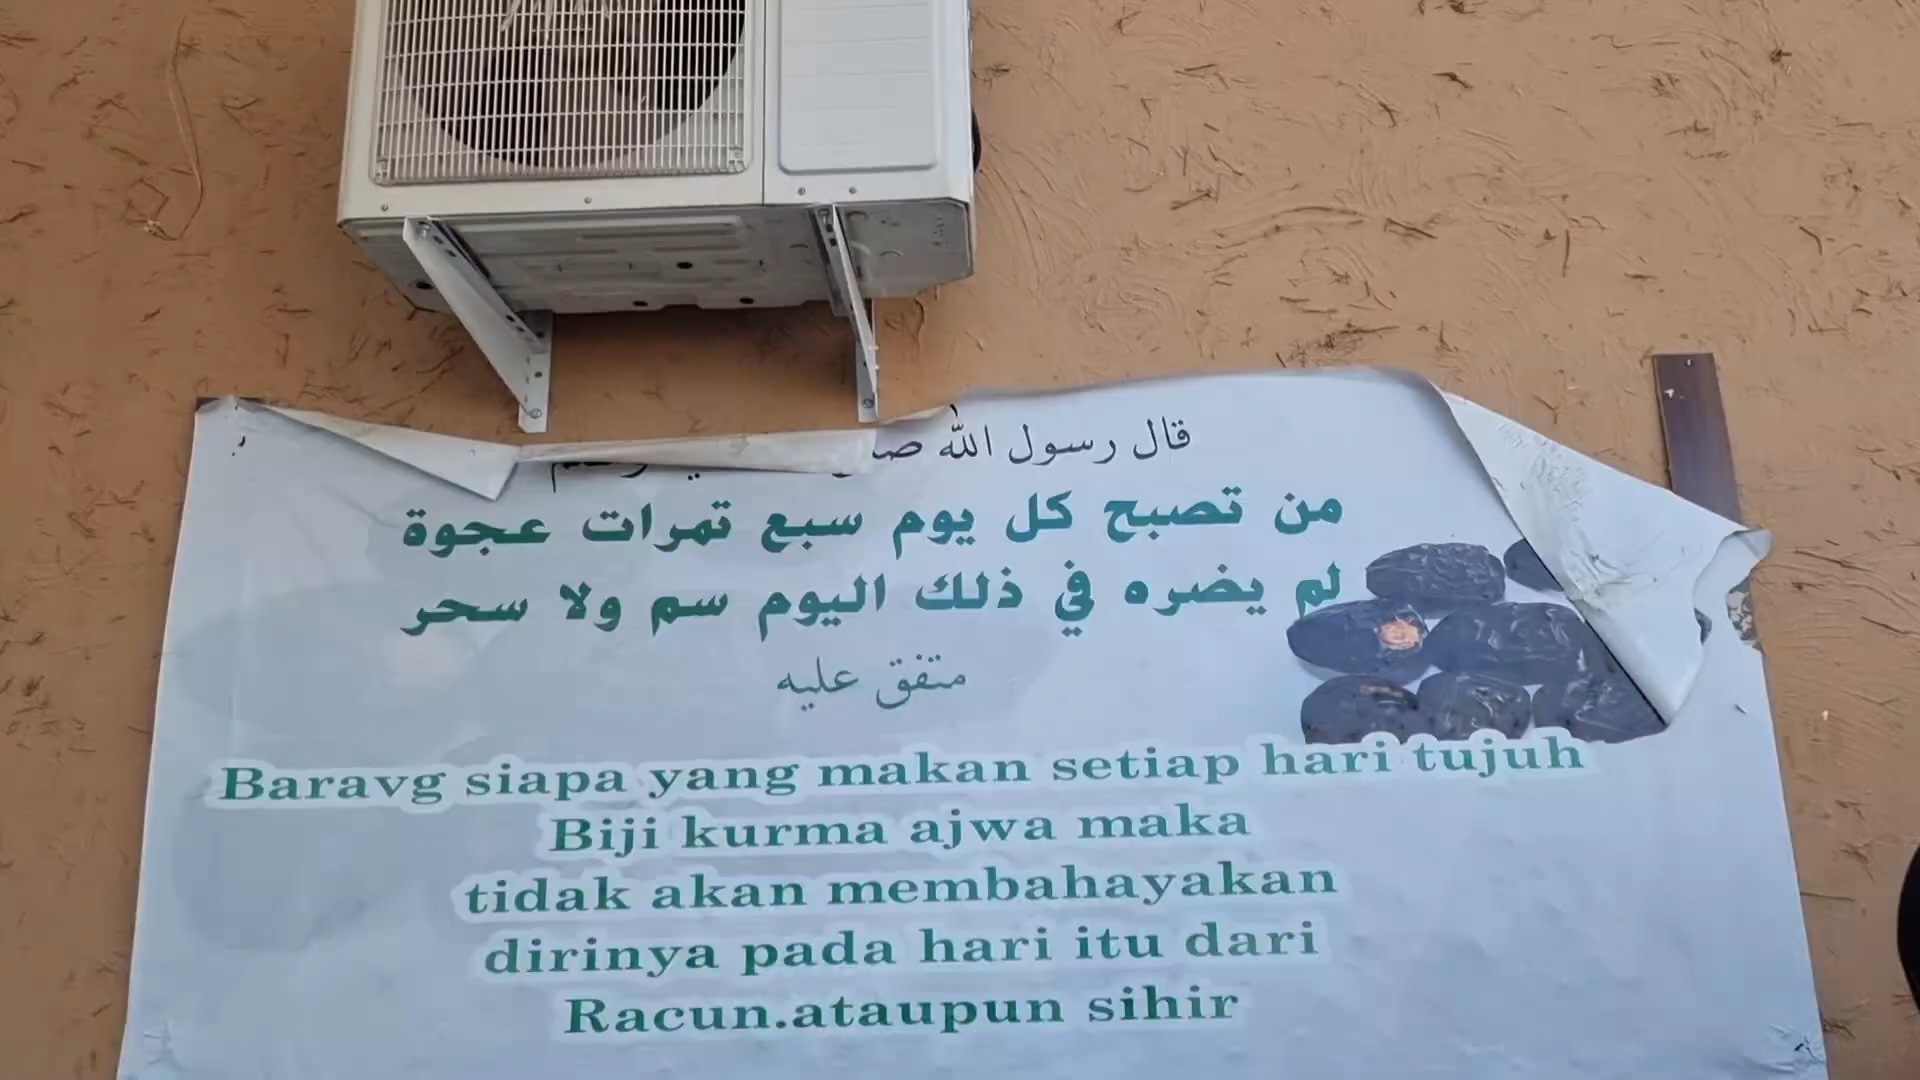 قال رسول الله
من تصبح كل يوم سبع تمرات عجوة
لم يضره في ذلك اليوم سم ولا سحر
متفق عليه
Baravg siapa yang makan setiap hari tujuh
Biji kurma ajwa maka
tidak akan membahayakan
dirinya pada hari itu dari
Racun.ataupun sihir